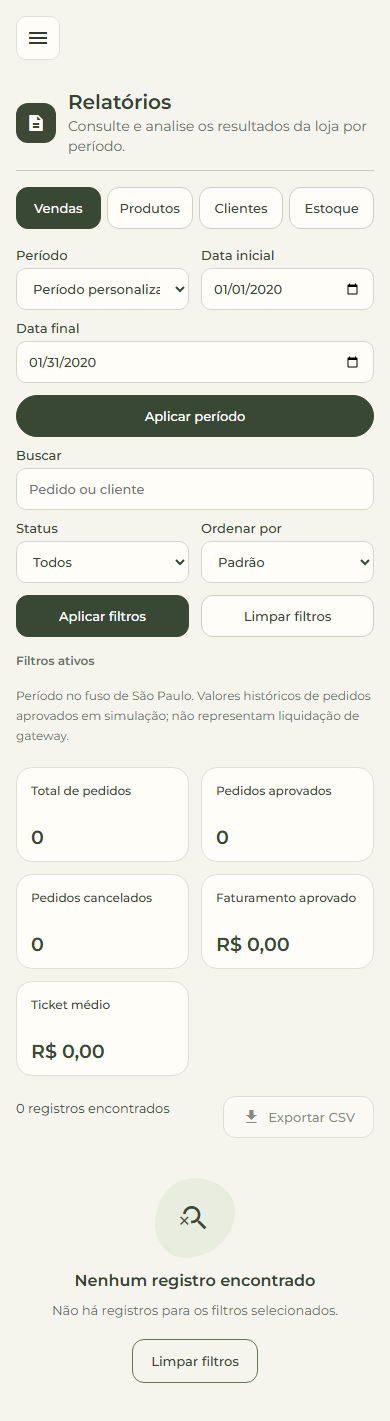 Relatórios
Consulte e analise os resultados da loja por
período.
Vendas
Produtos
Clientes
Estoque
Período
Data inicial
Período personaliza
01/01/2020
Data final
01/31/2020
Aplicar período
Buscar
Pedido ou cliente
Status
Ordenar por
Todos
Padrão
Aplicar filtros
Limpar filtros
Filtros ativos
Período no fuso de São Paulo. Valores históricos de pedidos
aprovados em simulação; não representam liquidação de
gateway.
Total de pedidos
0
Pedidos aprovados
0
Pedidos cancelados
0
Faturamento aprovado
R$ 0,00
Ticket médio
R$ 0,00
0 registros encontrados
Exportar CSV
Nenhum registro encontrado
Não há registros para os filtros selecionados.
Limpar filtros